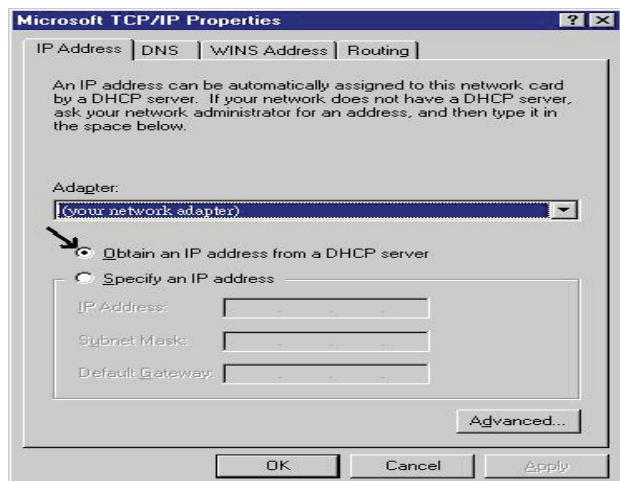 Microsoft TCP/IP Properties
IP Address DNS WINS Address Routing
An IP address can be automatically assigned to this network card
by a DHCP server. If your network does not have a DHCP server,
ask your network administrator for an address, and then type it in
the space below.
Adapter:
(your network adapter)
Obtain an IP address from a DHCP server
Specify an IP address
IP Address:
Subnet Mask:
Default Gateway:
Advanced...
OK Cancel Apply